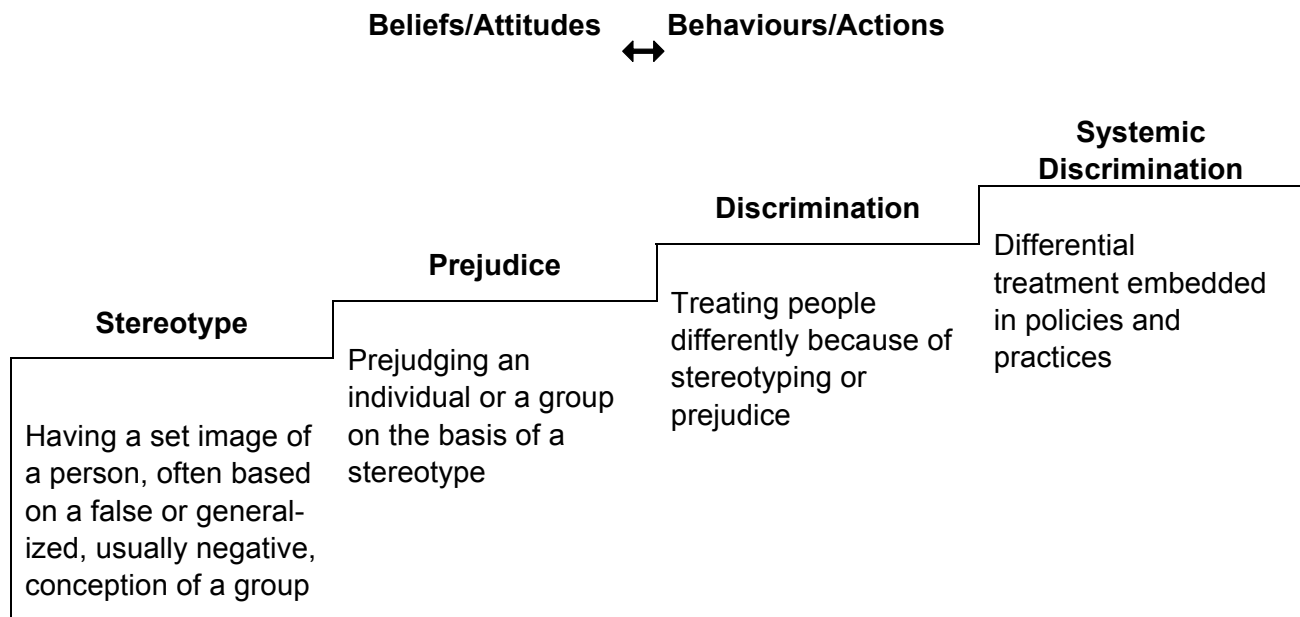 Beliefs/Attitudes ↔ Behaviours/Actions
Stereotype
Having a set image of
a person, often based
on a false or general-
ized, usually negative,
conception of a group
Prejudice
Prejudging an
individual or a group
on the basis of a
stereotype
Discrimination
Treating people
differently because of
stereotyping or
prejudice
Systemic
Discrimination
Differential
treatment embedded
in policies and
practices